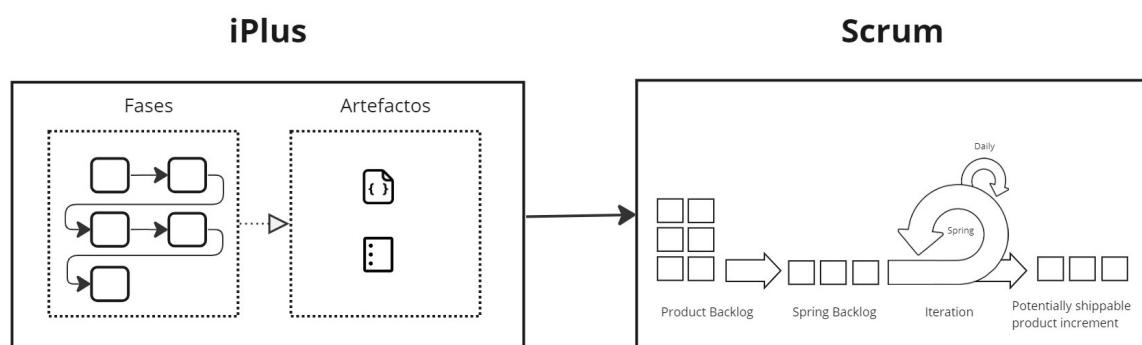 iPlus
Scrum
Fases
Artefactos
{ }
Daily
Spring
Product Backlog
Spring Backlog
Iteration
Potentially shippable
product increment